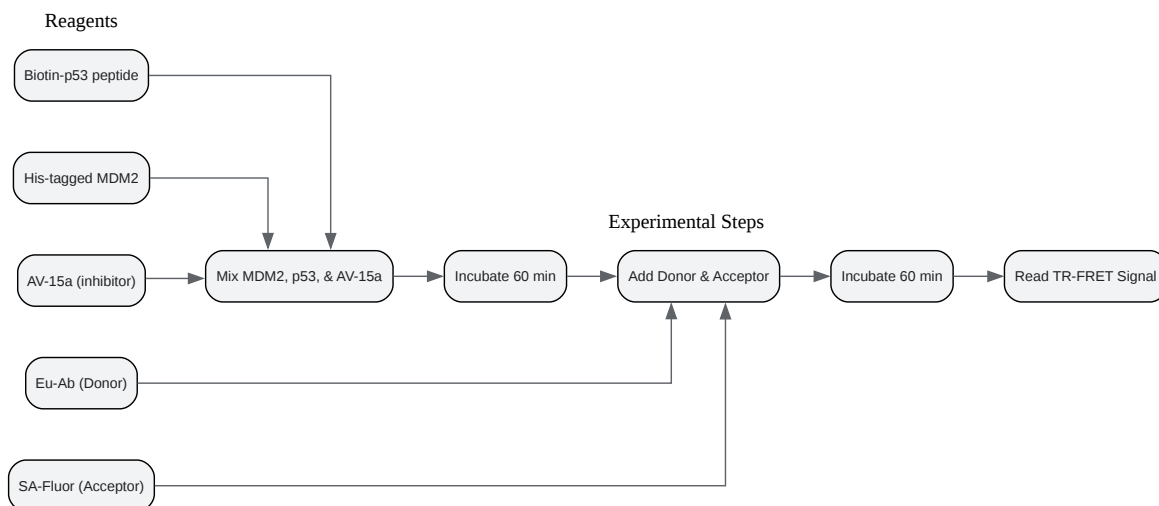 Reagents
Biotin-p53 peptide
His-tagged MDM2
Experimental Steps
AV-15a (inhibitor)
Mix MDM2, p53, & AV-15a
Incubate 60 min
Add Donor & Acceptor
Incubate 60 min
Read TR-FRET Signal
Eu-Ab (Donor)
SA-Fluor (Acceptor)